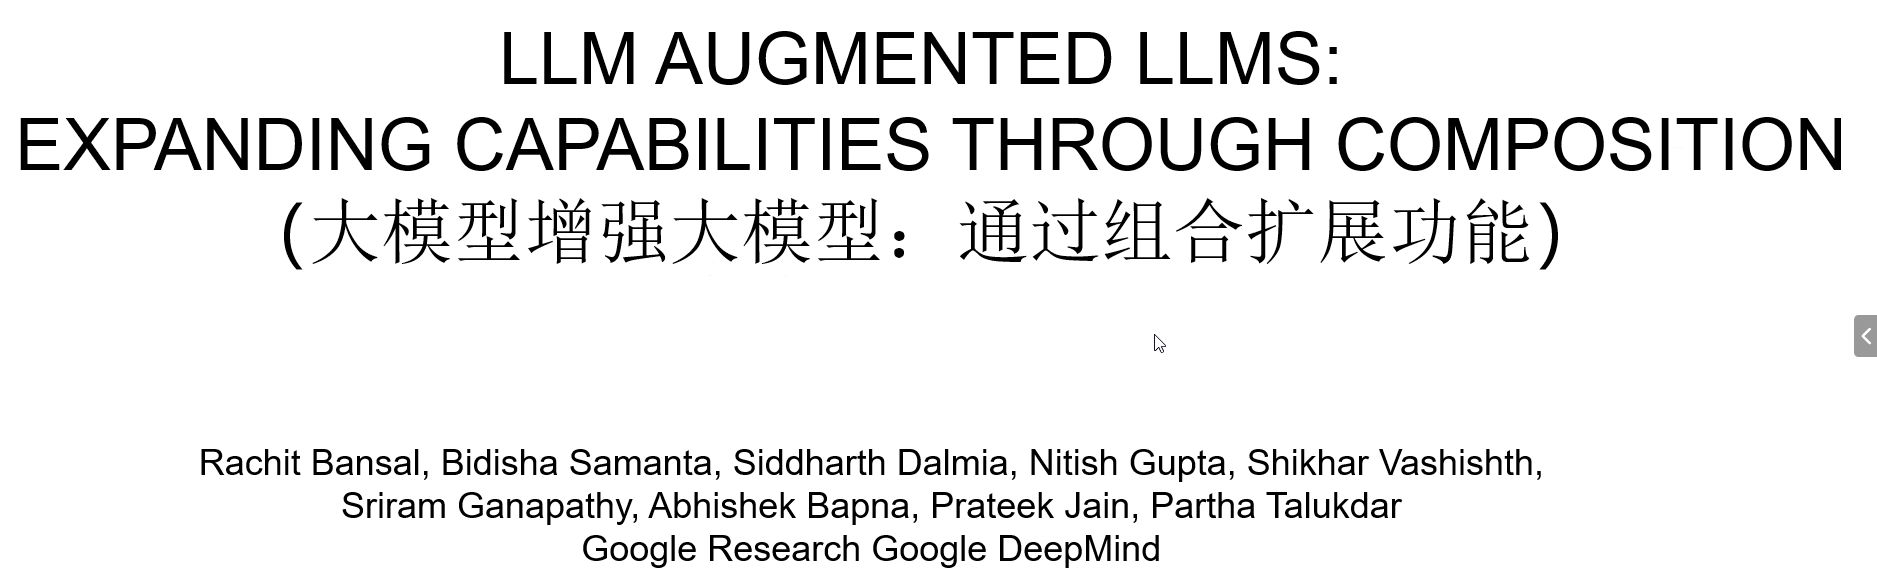 LLM AUGMENTED LLMS:
EXPANDING CAPABILITIES THROUGH COMPOSITION
(大模型增强大模型：通过组合扩展功能)
Rachit Bansal, Bidisha Samanta, Siddharth Dalmia, Nitish Gupta, Shikhar Vashishth,
Sriram Ganapathy, Abhishek Bapna, Prateek Jain, Partha Talukdar
Google Research Google DeepMind